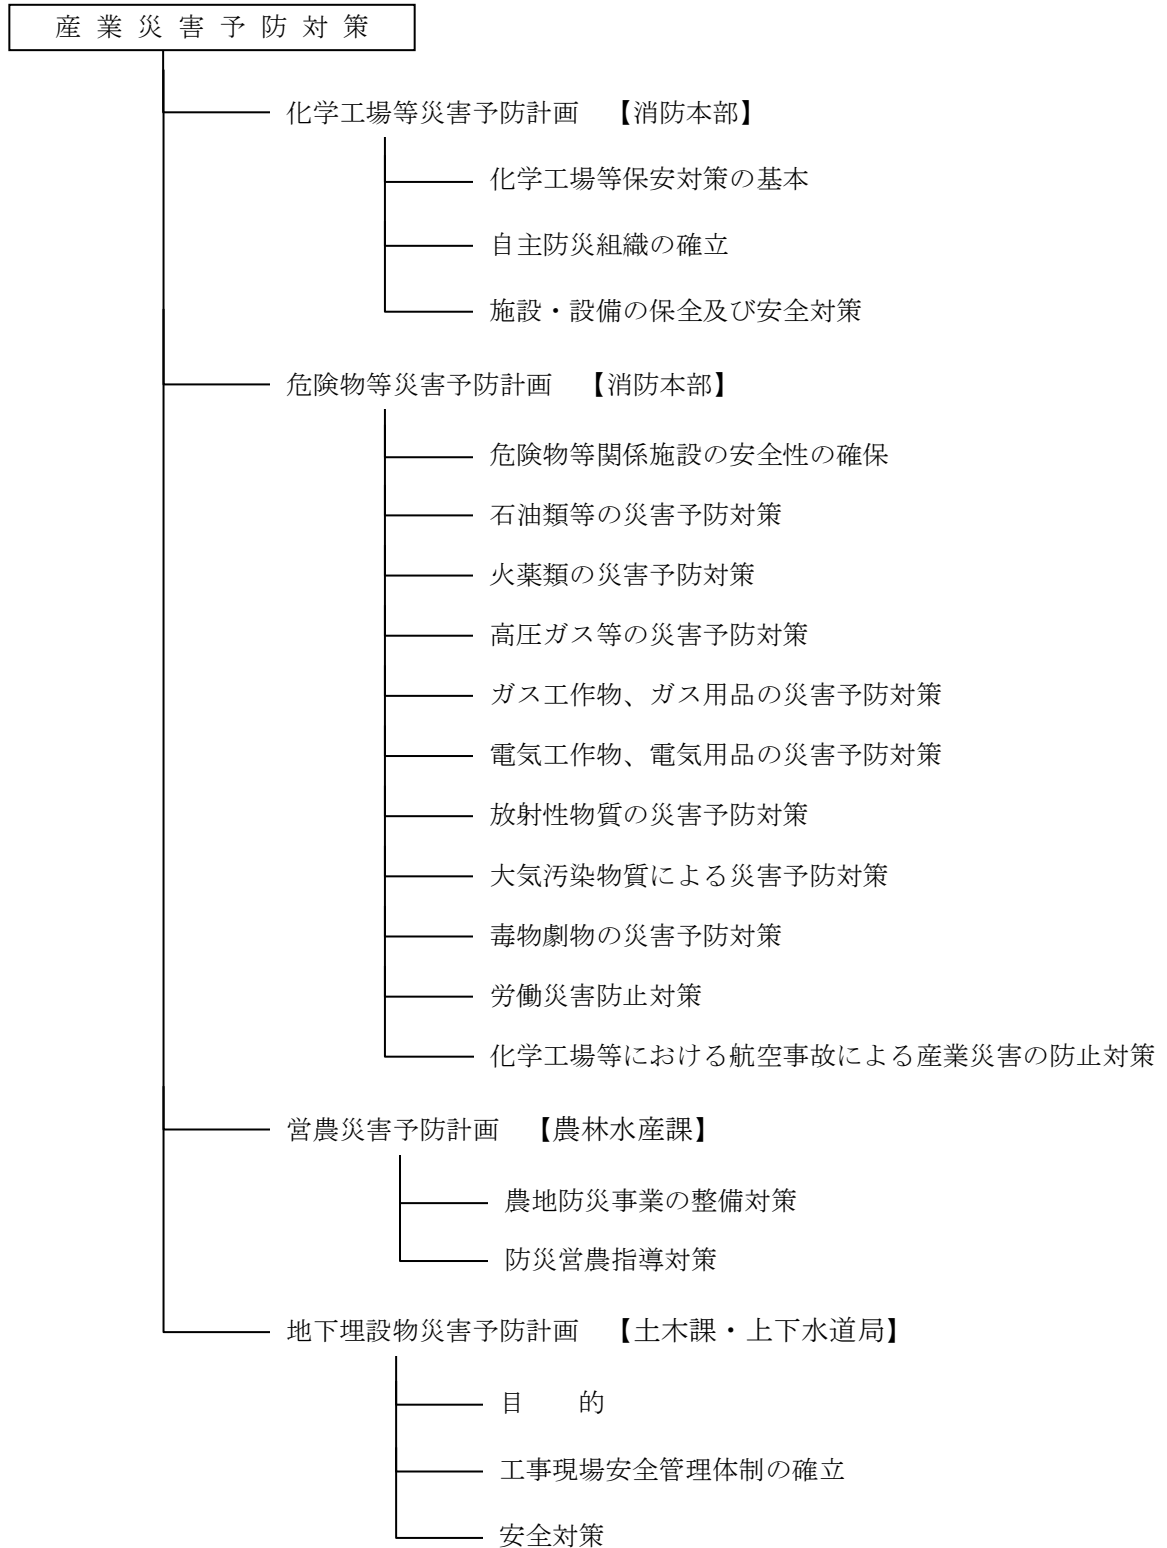 産業災害予防対策
化学工場等災害予防計画　【消防本部】
化学工場等保安対策の基本
自主防災組織の確立
施設・設備の保全及び安全対策
危険物等災害予防計画　【消防本部】
危険物等関係施設の安全性の確保
石油類等の災害予防対策
火薬類の災害予防対策
高圧ガス等の災害予防対策
ガス工作物、ガス用品の災害予防対策
電気工作物、電気用品の災害予防対策
放射性物質の災害予防対策
大気汚染物質による災害予防対策
毒物劇物の災害予防対策
労働災害防止対策
化学工場等における航空事故による産業災害の防止対策
営農災害予防計画　【農林水産課】
農地防災事業の整備対策
防災営農指導対策
地下埋設物災害予防計画　【土木課・上下水道局】
目　　的
工事現場安全管理体制の確立
安全対策